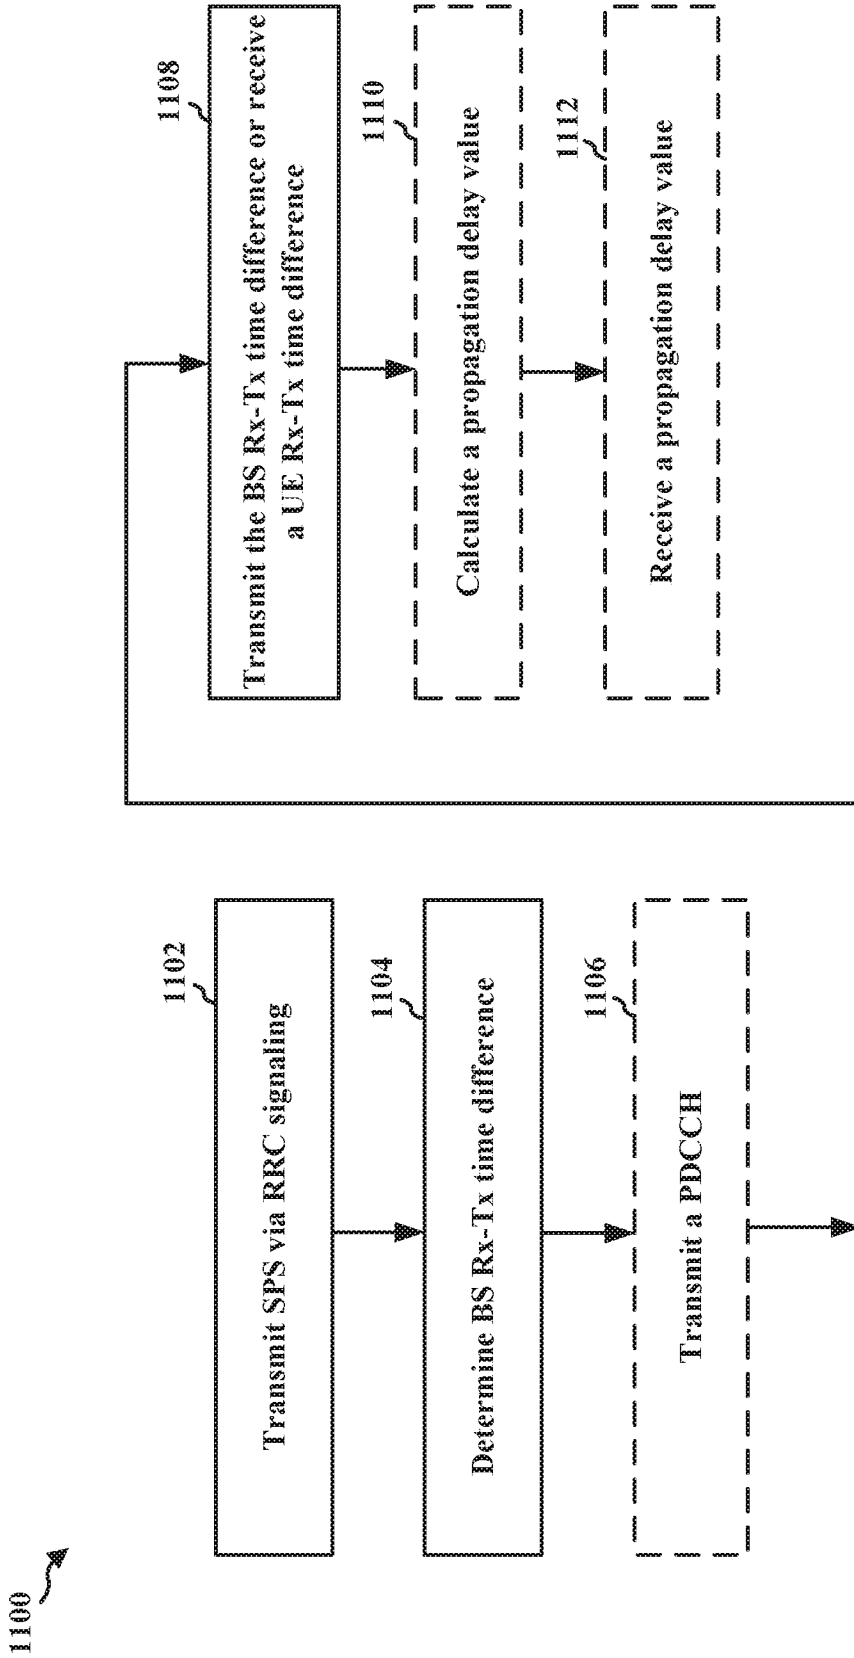 1100
1102
Transmit SPS via RRC signaling
1104
Determine BS Rx-Tx time difference
1106
Transmit a PDCCH
1108
Transmit the BS Rx-Tx time difference or receive
a UE Rx-Tx time difference
1110
Calculate a propagation delay value
1112
Receive a propagation delay value